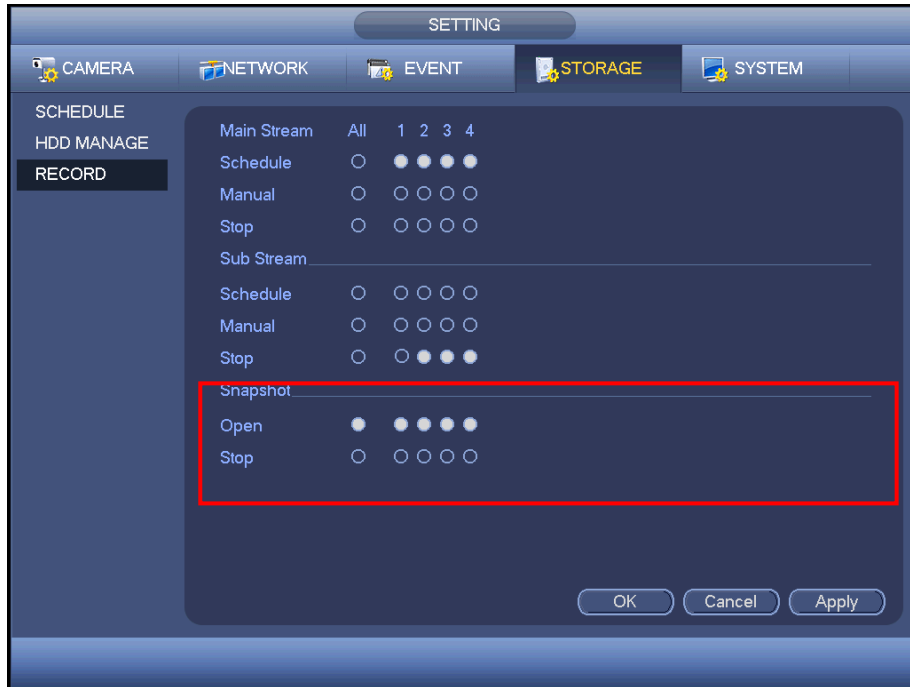 SETTING
CAMERA NETWORK EVENT STORAGE SYSTEM
SCHEDULE
HDD MANAGE
RECORD
Main Stream All 1 2 3 4
Schedule
Manual
Stop
Sub Stream
Schedule
Manual
Stop
Snapshot
Open
Stop
OK Cancel Apply